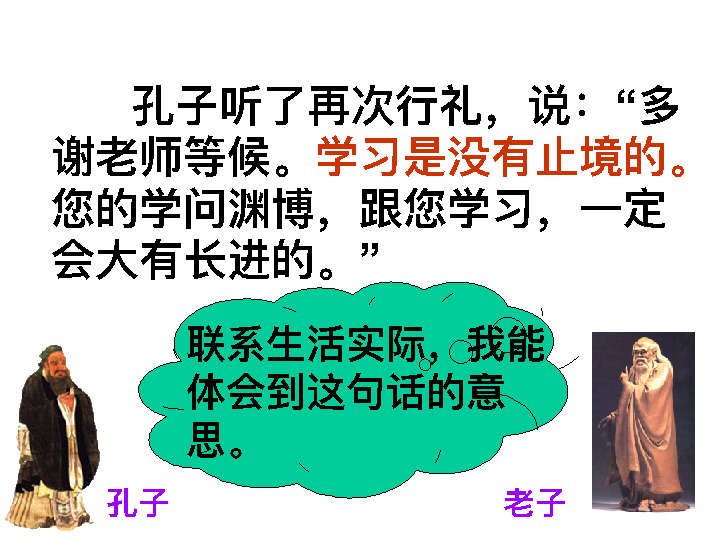 孔子听了再次行礼，说：“多
谢老师等候。学习是没有止境的。
您的学问渊博，跟您学习，一定
会大有长进的。”
联系生活实际，我能
体会到这句话的意
思。
孔子
老子